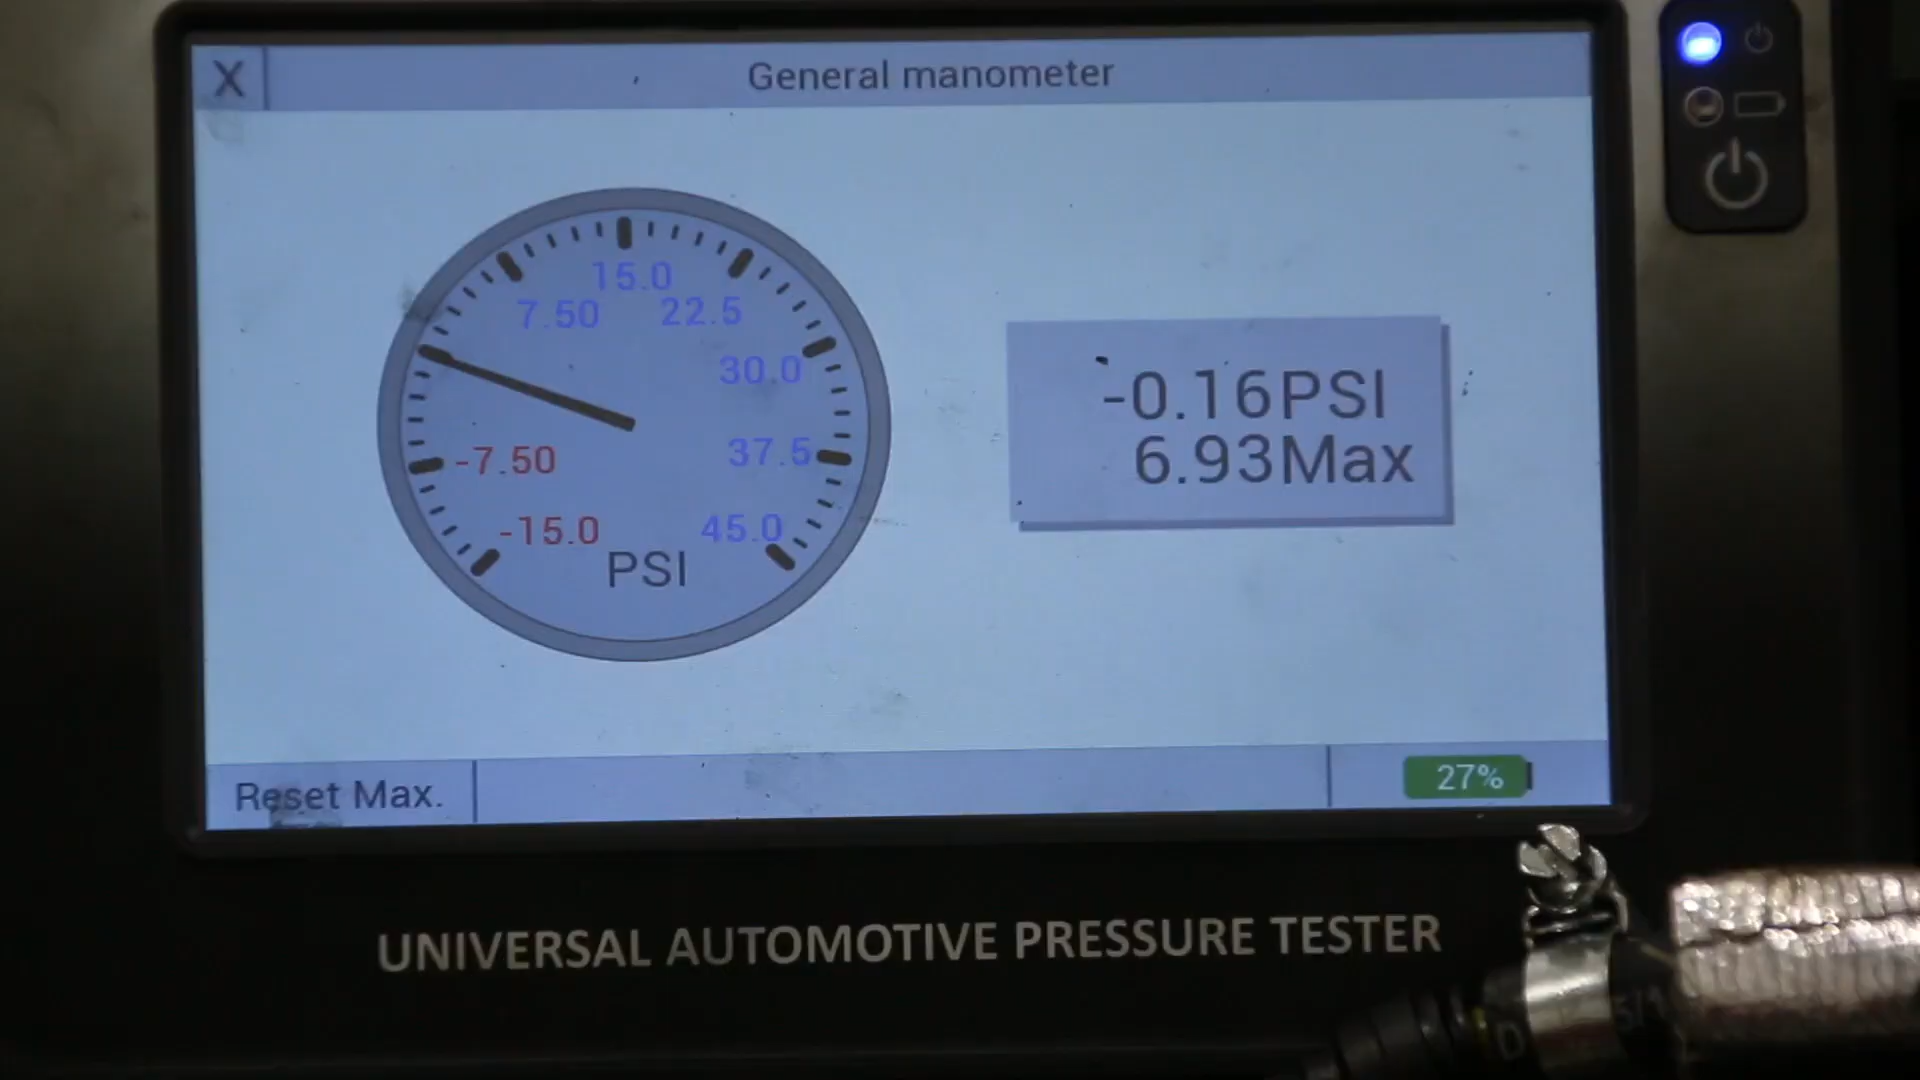 X
General manometer
15.0
7.50
22.5
30.0
-7.50
37.5
-15.0
45.0
PSI
-0.16PSI
6.93Max
Reset Max.
27%
UNIVERSAL AUTOMOTIVE PRESSURE TESTER